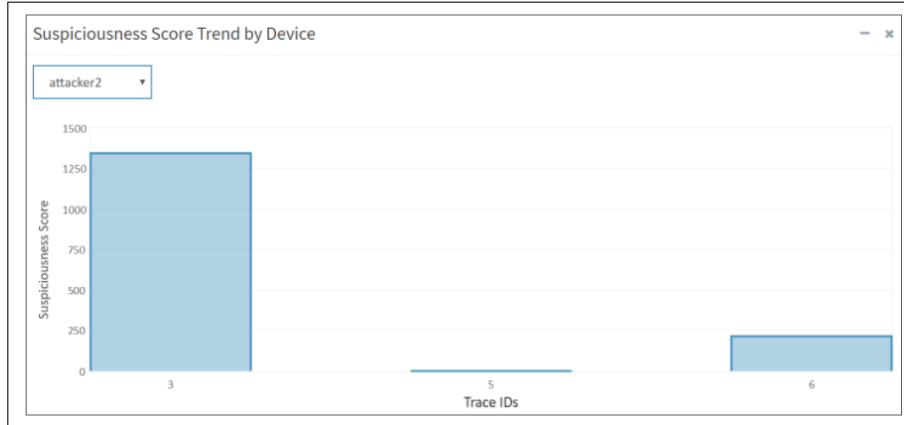 Suspiciousness Score Trend by Device
attacker2
Suspiciousness Score
1500
1250
1000
750
500
250
0
3 5 6
Trace IDs